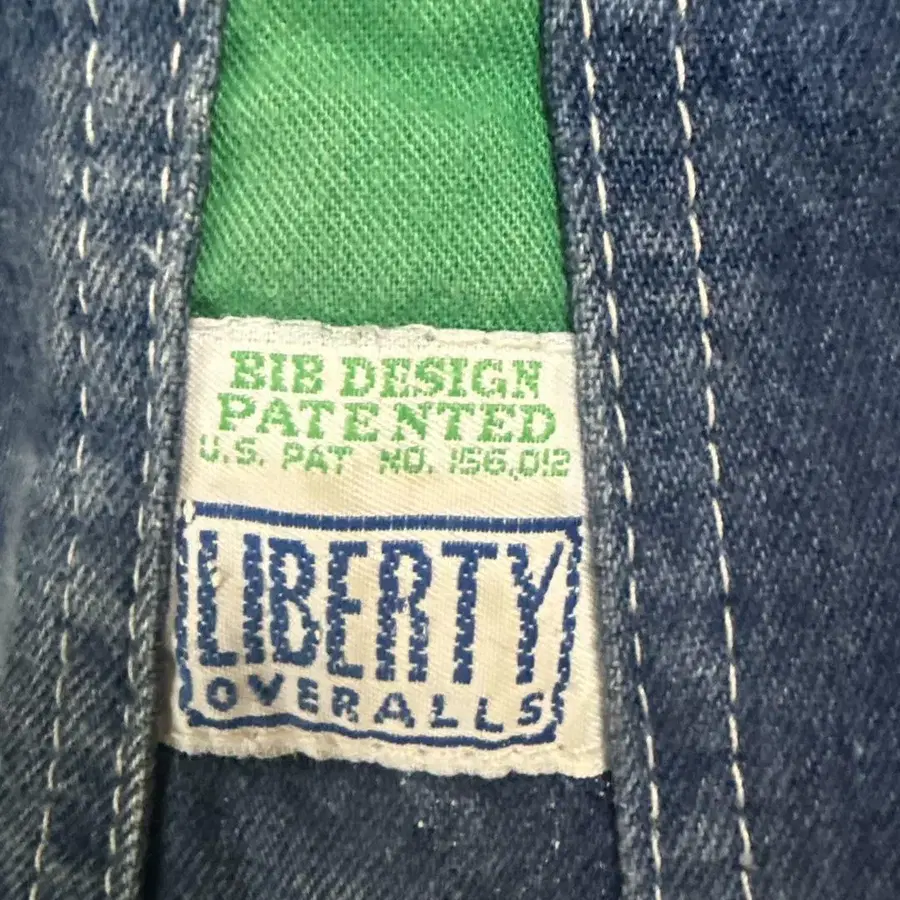 BIB DESIGN
PATENTED
U.S. PAT NO. 156,012
LIBERTY
OVERALLS